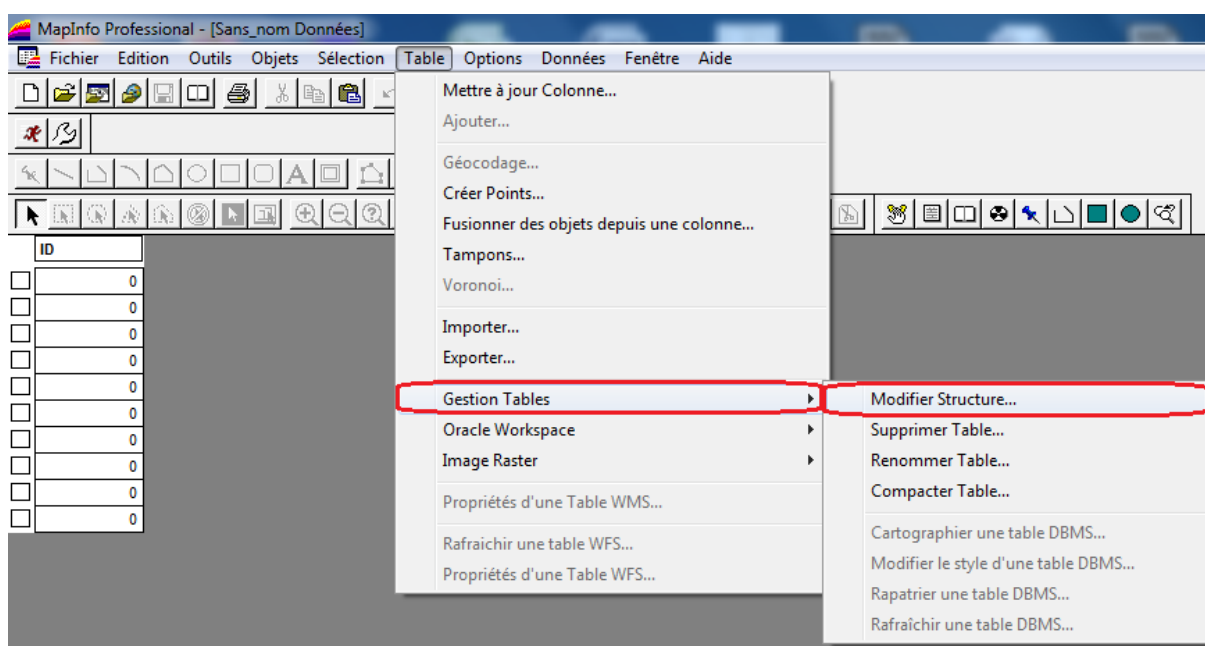 MapInfo Professional - [Sans_nom Données]
Fichier Edition Outils Objets Sélection Table Options Données Fenêtre Aide
Mettre à jour Colonne...
Ajouter...
Géocodage...
Créer Points...
Fusionner des objets depuis une colonne...
Tampons...
Voronoi...
Importer...
Exporter...
Gestion Tables
Oracle Workspace
Image Raster
Propriétés d'une Table WMS...
Rafraichir une table WFS...
Propriétés d'une Table WFS...
Modifier Structure...
Supprimer Table...
Renommer Table...
Compacter Table...
Cartographier une table DBMS...
Modifier le style d'une table DBMS...
Rapatrier une table DBMS...
Rafraîchir une table DBMS...
A
ID
0
0
0
0
0
0
0
0
0
0